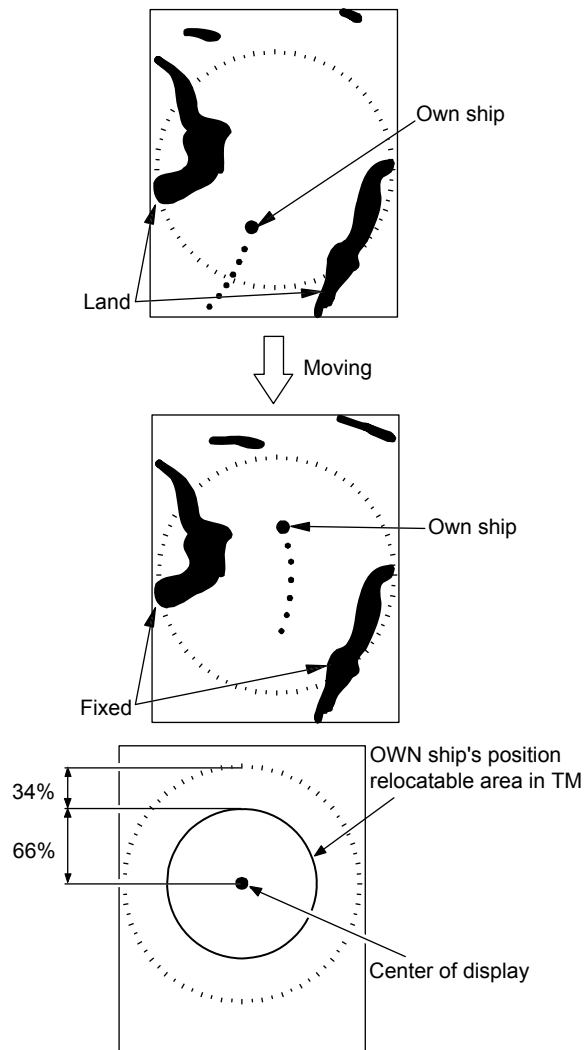 Own ship
Land
Moving
Own ship
Fixed
OWN ship's position
relocatable area in TM
34%
66%
Center of display